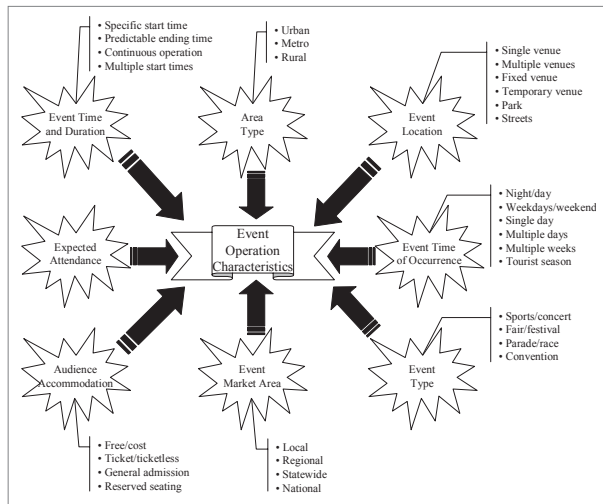 • Specific start time
• Predictable ending time
• Continuous operation
• Multiple start times
Event Time
and Duration
• Urban
• Metro
• Rural
Area
Type
• Single venue
• Multiple venues
• Fixed venue
• Temporary venue
• Park
• Streets
Event
Location
Expected
Attendance
Event
Operation
Characteristics
• Night/day
• Weekdays/weekend
• Single day
• Multiple days
• Multiple weeks
• Tourist season
Event Time
of Occurrence
Audience
Accommodation
• Free/cost
• Ticket/ticketless
• General admission
• Reserved seating
Event
Market Area
• Local
• Regional
• Statewide
• National
• Sports/concert
• Fair/festival
• Parade/race
• Convention
Event
Type